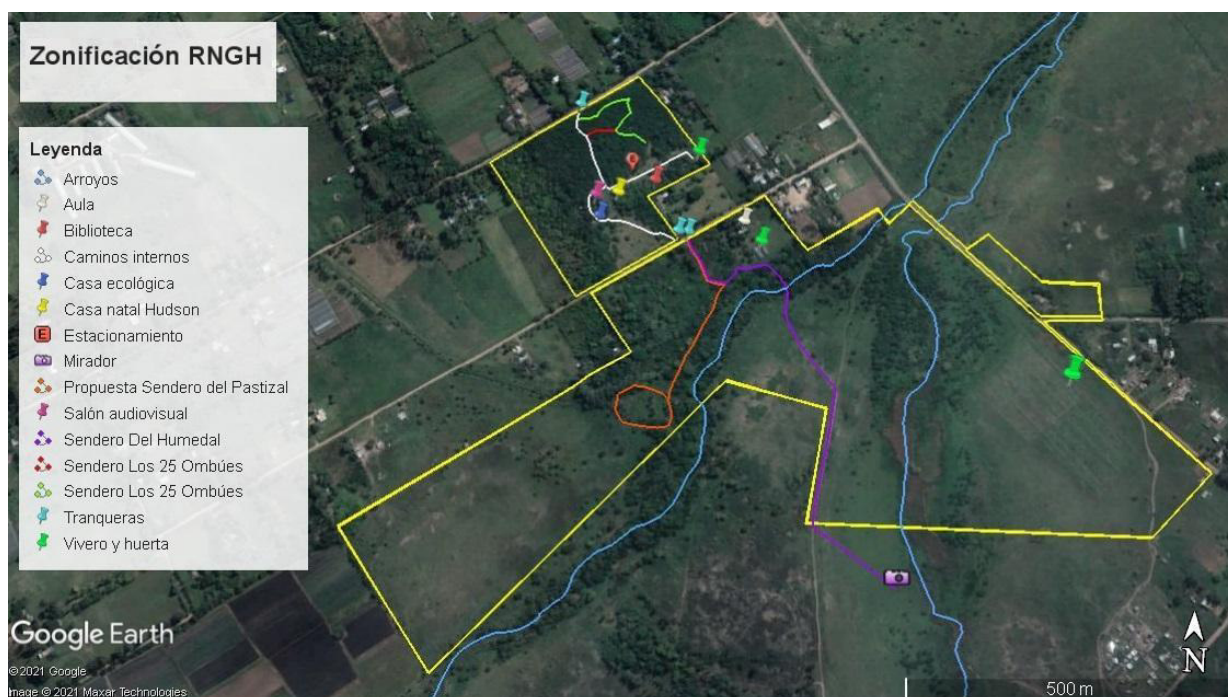 Zonificación RNGH
Leyenda
Arroyos
Aula
Biblioteca
Caminos internos
Casa ecológica
Casa natal Hudson
E Estacionamiento
Mirador
Propuesta Sendero del Pastizal
Salón audiovisual
Sendero Del Humedal
Sendero Los 25 Ombúes
Sendero Los 25 Ombúes
Tranqueras
Vivero y huerta
E
Google Earth
©2021 Google
Image © 2021 Maxar Technologies
N
500 m